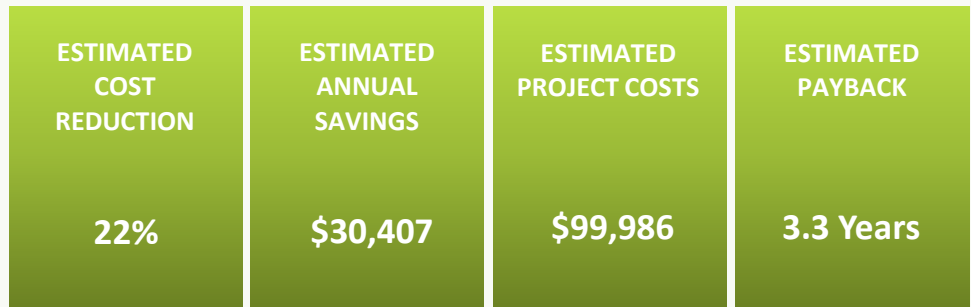 ESTIMATED
COST
REDUCTION
22%
ESTIMATED
ANNUAL
SAVINGS
$30,407
ESTIMATED
PROJECT COSTS
$99,986
ESTIMATED
PAYBACK
3.3 Years